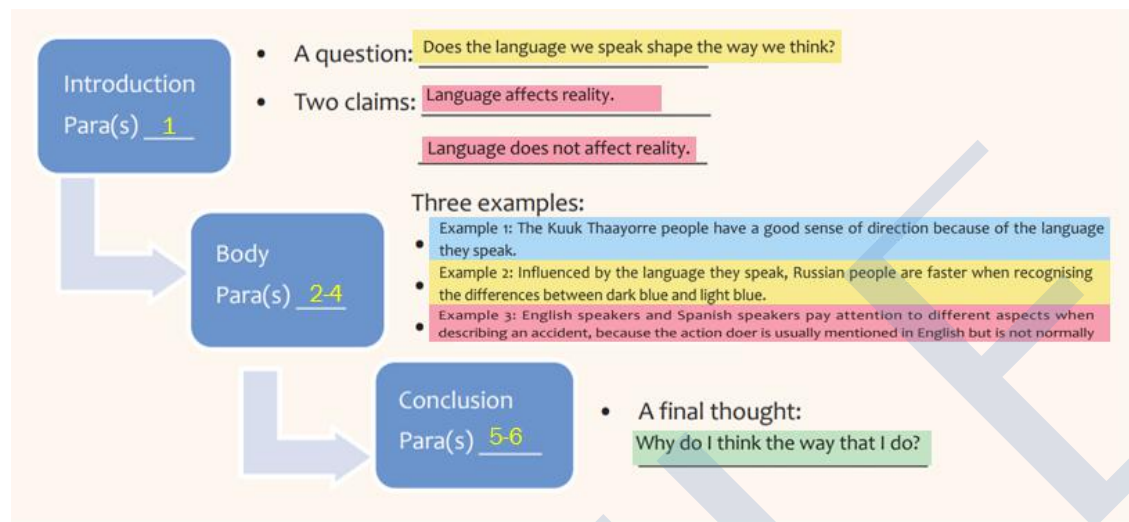 Introduction
Para(s) 1
• A question: Does the language we speak shape the way we think?
• Two claims: Language affects reality.
Language does not affect reality.
Body
Para(s) 2-4
Three examples:
• Example 1: The Kuuk Thaayorre people have a good sense of direction because of the language
they speak.
• Example 2: Influenced by the language they speak, Russian people are faster when recognising
the differences between dark blue and light blue.
• Example 3: English speakers and Spanish speakers pay attention to different aspects when
describing an accident, because the action doer is usually mentioned in English but is not normally
Conclusion
Para(s) 5-6
• A final thought:
Why do I think the way that I do?